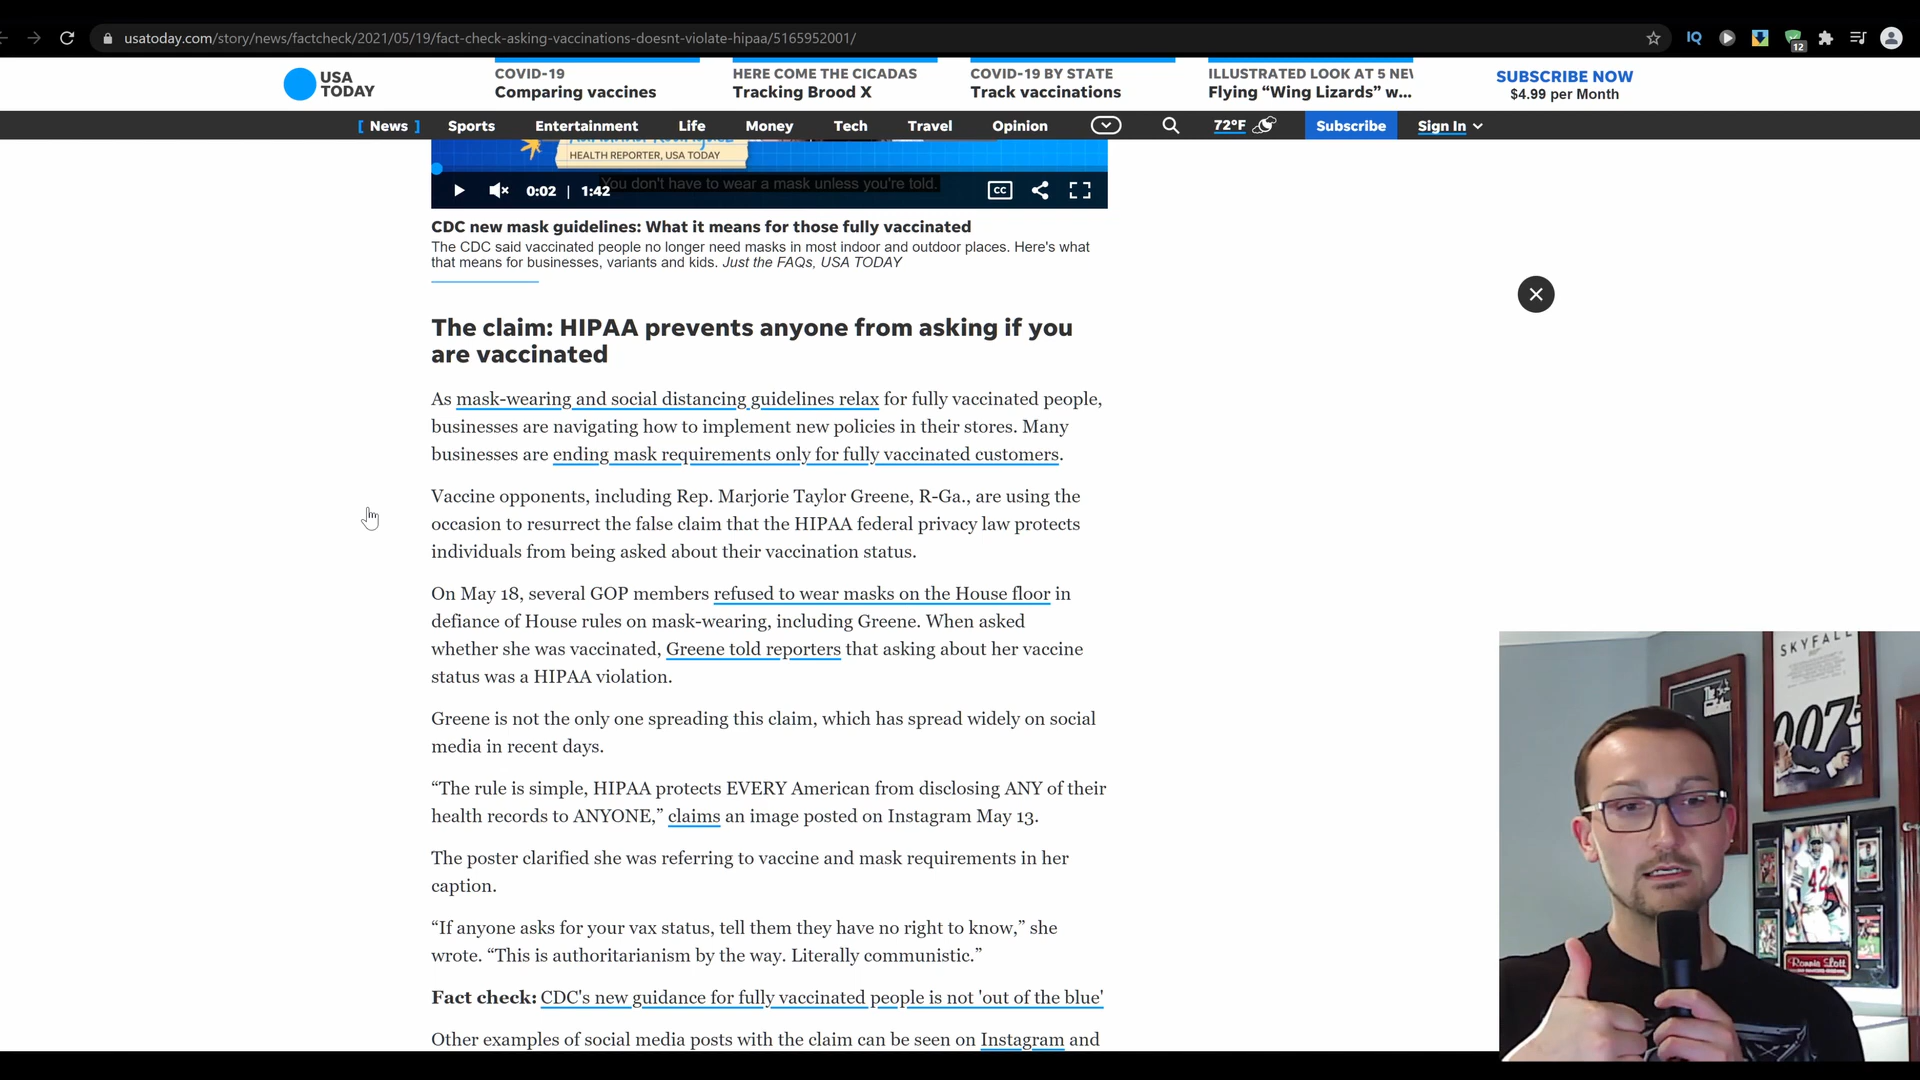 usatoday.com/story/news/factcheck/2021/05/19/fact-check-asking-vaccinations-doesnt-violate-hipaa/5165952001/
IQ
12
USA
TODAY
COVID-19
Comparing vaccines
HERE COME THE CICADAS
Tracking Brood X
COVID-19 BY STATE
Track vaccinations
ILLUSTRATED LOOK AT 5 NEW
Flying “Wing Lizards” w...
SUBSCRIBE NOW
$4.99 per Month
[ News ]
Sports
Entertainment
Life
Money
Tech
Travel
Opinion
72°F
Subscribe
Sign In
HEALTH REPORTER, USA TODAY
You don't have to wear a mask unless you're told.
0:02 | 1:42
CC
CDC new mask guidelines: What it means for those fully vaccinated
The CDC said vaccinated people no longer need masks in most indoor and outdoor places. Here's what
that means for businesses, variants and kids. Just the FAQs, USA TODAY
The claim: HIPAA prevents anyone from asking if you
are vaccinated
As mask-wearing and social distancing guidelines relax for fully vaccinated people,
businesses are navigating how to implement new policies in their stores. Many
businesses are ending mask requirements only for fully vaccinated customers.
Vaccine opponents, including Rep. Marjorie Taylor Greene, R-Ga., are using the
occasion to resurrect the false claim that the HIPAA federal privacy law protects
individuals from being asked about their vaccination status.
On May 18, several GOP members refused to wear masks on the House floor in
defiance of House rules on mask-wearing, including Greene. When asked
whether she was vaccinated, Greene told reporters that asking about her vaccine
status was a HIPAA violation.
Greene is not the only one spreading this claim, which has spread widely on social
media in recent days.
“The rule is simple, HIPAA protects EVERY American from disclosing ANY of their
health records to ANYONE,” claims an image posted on Instagram May 13.
The poster clarified she was referring to vaccine and mask requirements in her
caption.
“If anyone asks for your vax status, tell them they have no right to know,” she
wrote. “This is authoritarianism by the way. Literally communistic.”
Fact check: CDC's new guidance for fully vaccinated people is not 'out of the blue'
Other examples of social media posts with the claim can be seen on Instagram and
SKYFALL
007
The
42
Ronnie Lott